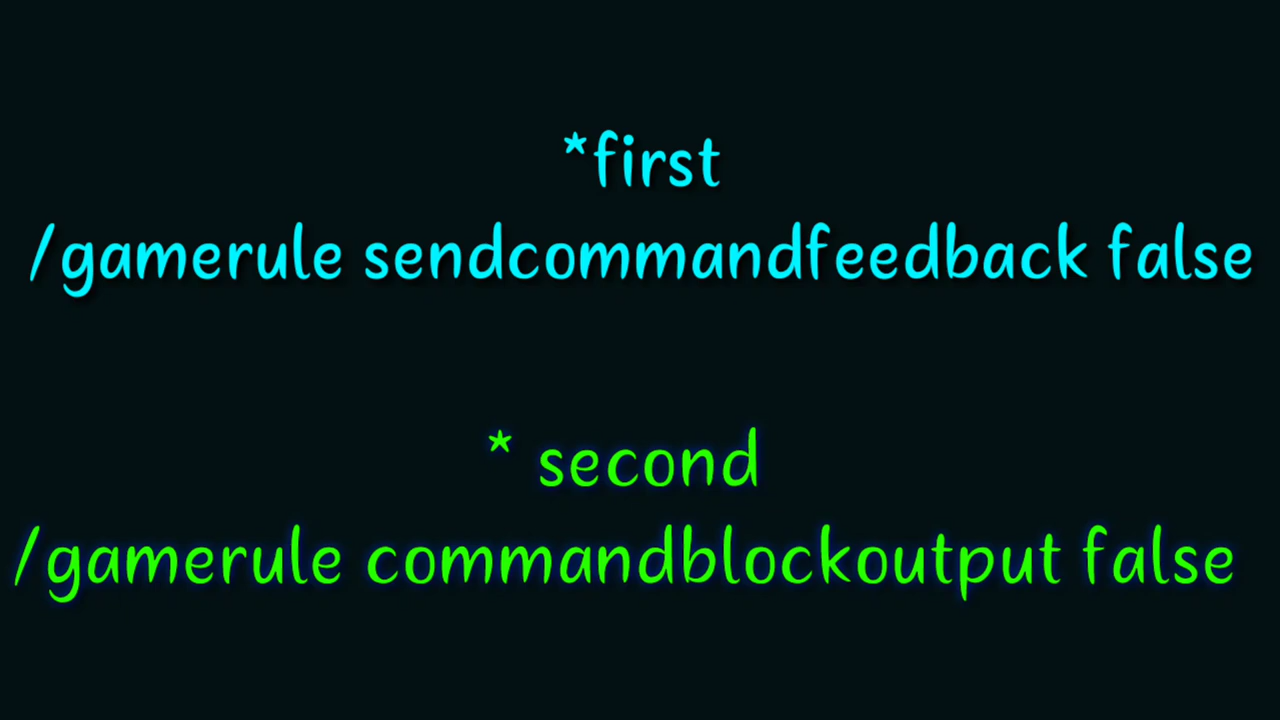 *first
/gamerule sendcommandfeedback false
* second
/gamerule commandblockoutput false